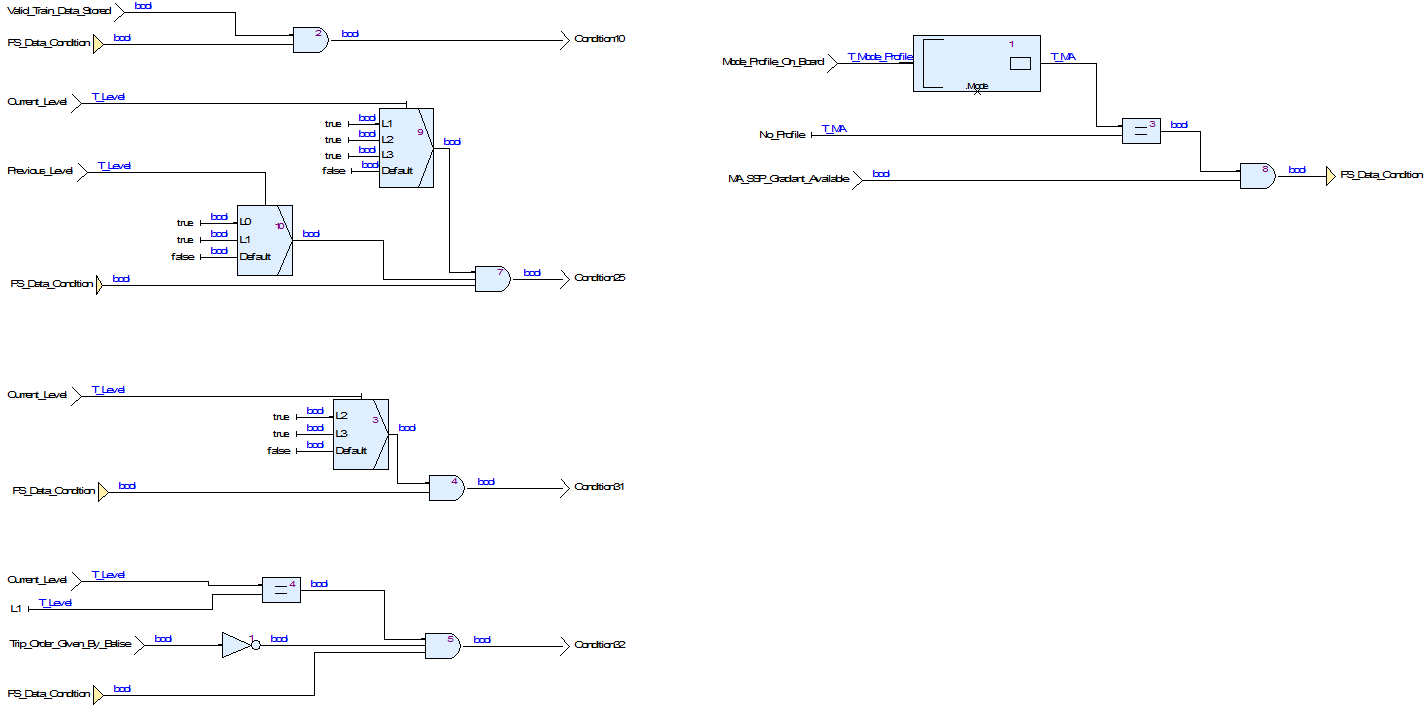 Valid_Train_Data_Stored bool
FS_Data_Condition bool
2 bool Condition10
Current_Level T_Level
true bool L1
true bool L2
true bool L3
false bool Default
9 bool
Previous_Level T_Level
true bool L0
true bool L1
false bool Default
10 bool
FS_Data_Condition bool
7 bool Condition25
Current_Level T_Level
true bool L2
true bool L3
false bool Default
3 bool
FS_Data_Condition bool
4 bool Condition31
Current_Level T_Level
L1 T_Level
4 bool
Trip_Order_Given_By_Balise bool
1 bool
FS_Data_Condition bool
5 bool Condition32
Mode_Profile_On_Board T_Mode_Profile
1
.Mode
T_MA
No_Profile T_MA
3 bool
MA_SSP_Gradiant_Available bool
8 bool FS_Data_Condition